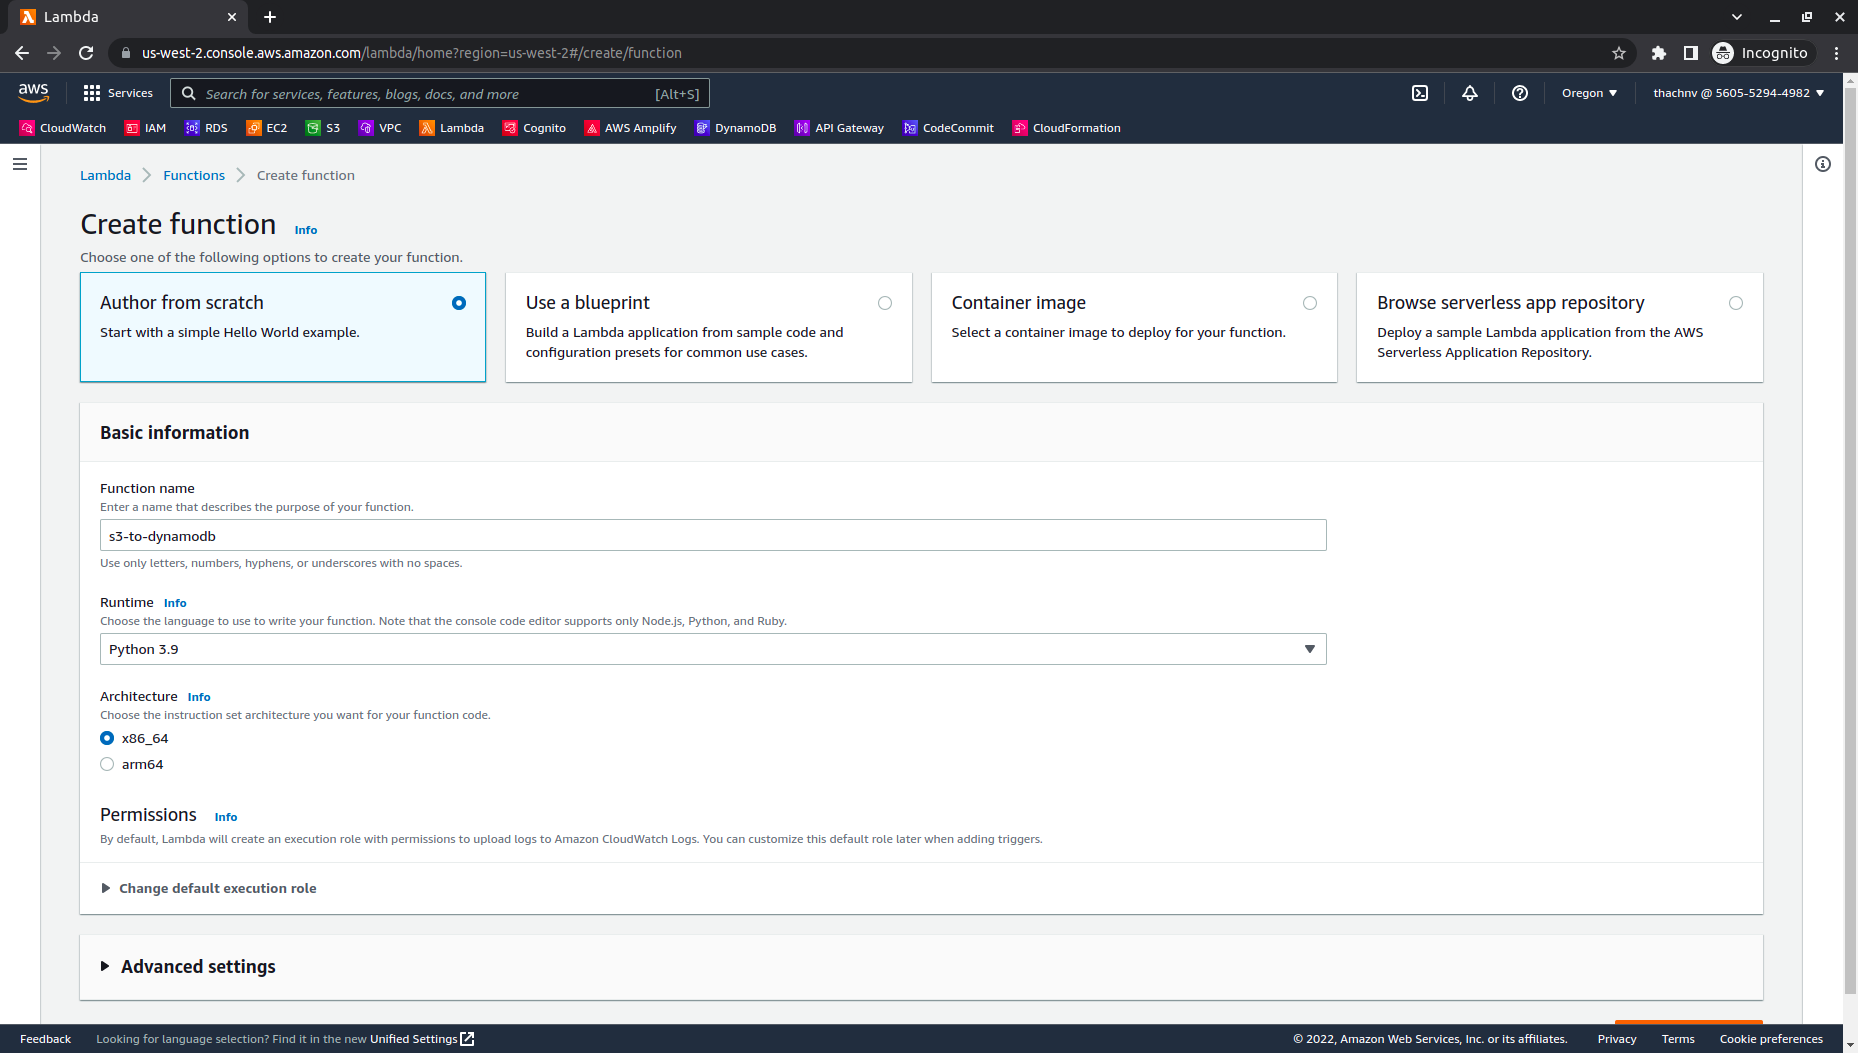 Lambda
us-west-2.console.aws.amazon.com/lambda/home?region=us-west-2#/create/function
Incognito
aws
Services
Search for services, features, blogs, docs, and more
[Alt+S]
Oregon
thachnv @ 5605-5294-4982
CloudWatch
IAM
RDS
EC2
S3
VPC
Lambda
Cognito
AWS Amplify
DynamoDB
API Gateway
CodeCommit
CloudFormation
Lambda
Functions
Create function
Create function
Info
Choose one of the following options to create your function.
Author from scratch
Start with a simple Hello World example.
Use a blueprint
Build a Lambda application from sample code and
configuration presets for common use cases.
Container image
Select a container image to deploy for your function.
Browse serverless app repository
Deploy a sample Lambda application from the AWS
Serverless Application Repository.
Basic information
Function name
Enter a name that describes the purpose of your function.
s3-to-dynamodb
Use only letters, numbers, hyphens, or underscores with no spaces.
Runtime Info
Choose the language to use to write your function. Note that the console code editor supports only Node.js, Python, and Ruby.
Python 3.9
Architecture Info
Choose the instruction set architecture you want for your function code.
x86_64
arm64
Permissions Info
By default, Lambda will create an execution role with permissions to upload logs to Amazon CloudWatch Logs. You can customize this default role later when adding triggers.
Change default execution role
Advanced settings
Feedback
Looking for language selection? Find it in the new Unified Settings
© 2022, Amazon Web Services, Inc. or its affiliates.
Privacy
Terms
Cookie preferences